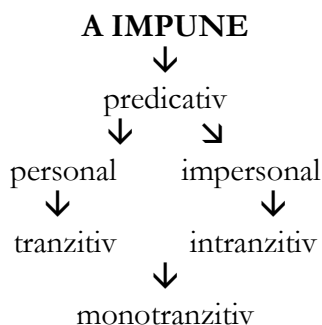 A IMPUNE
predicativ
personal impersonal
tranzitiv intranzitiv
monotranzitiv